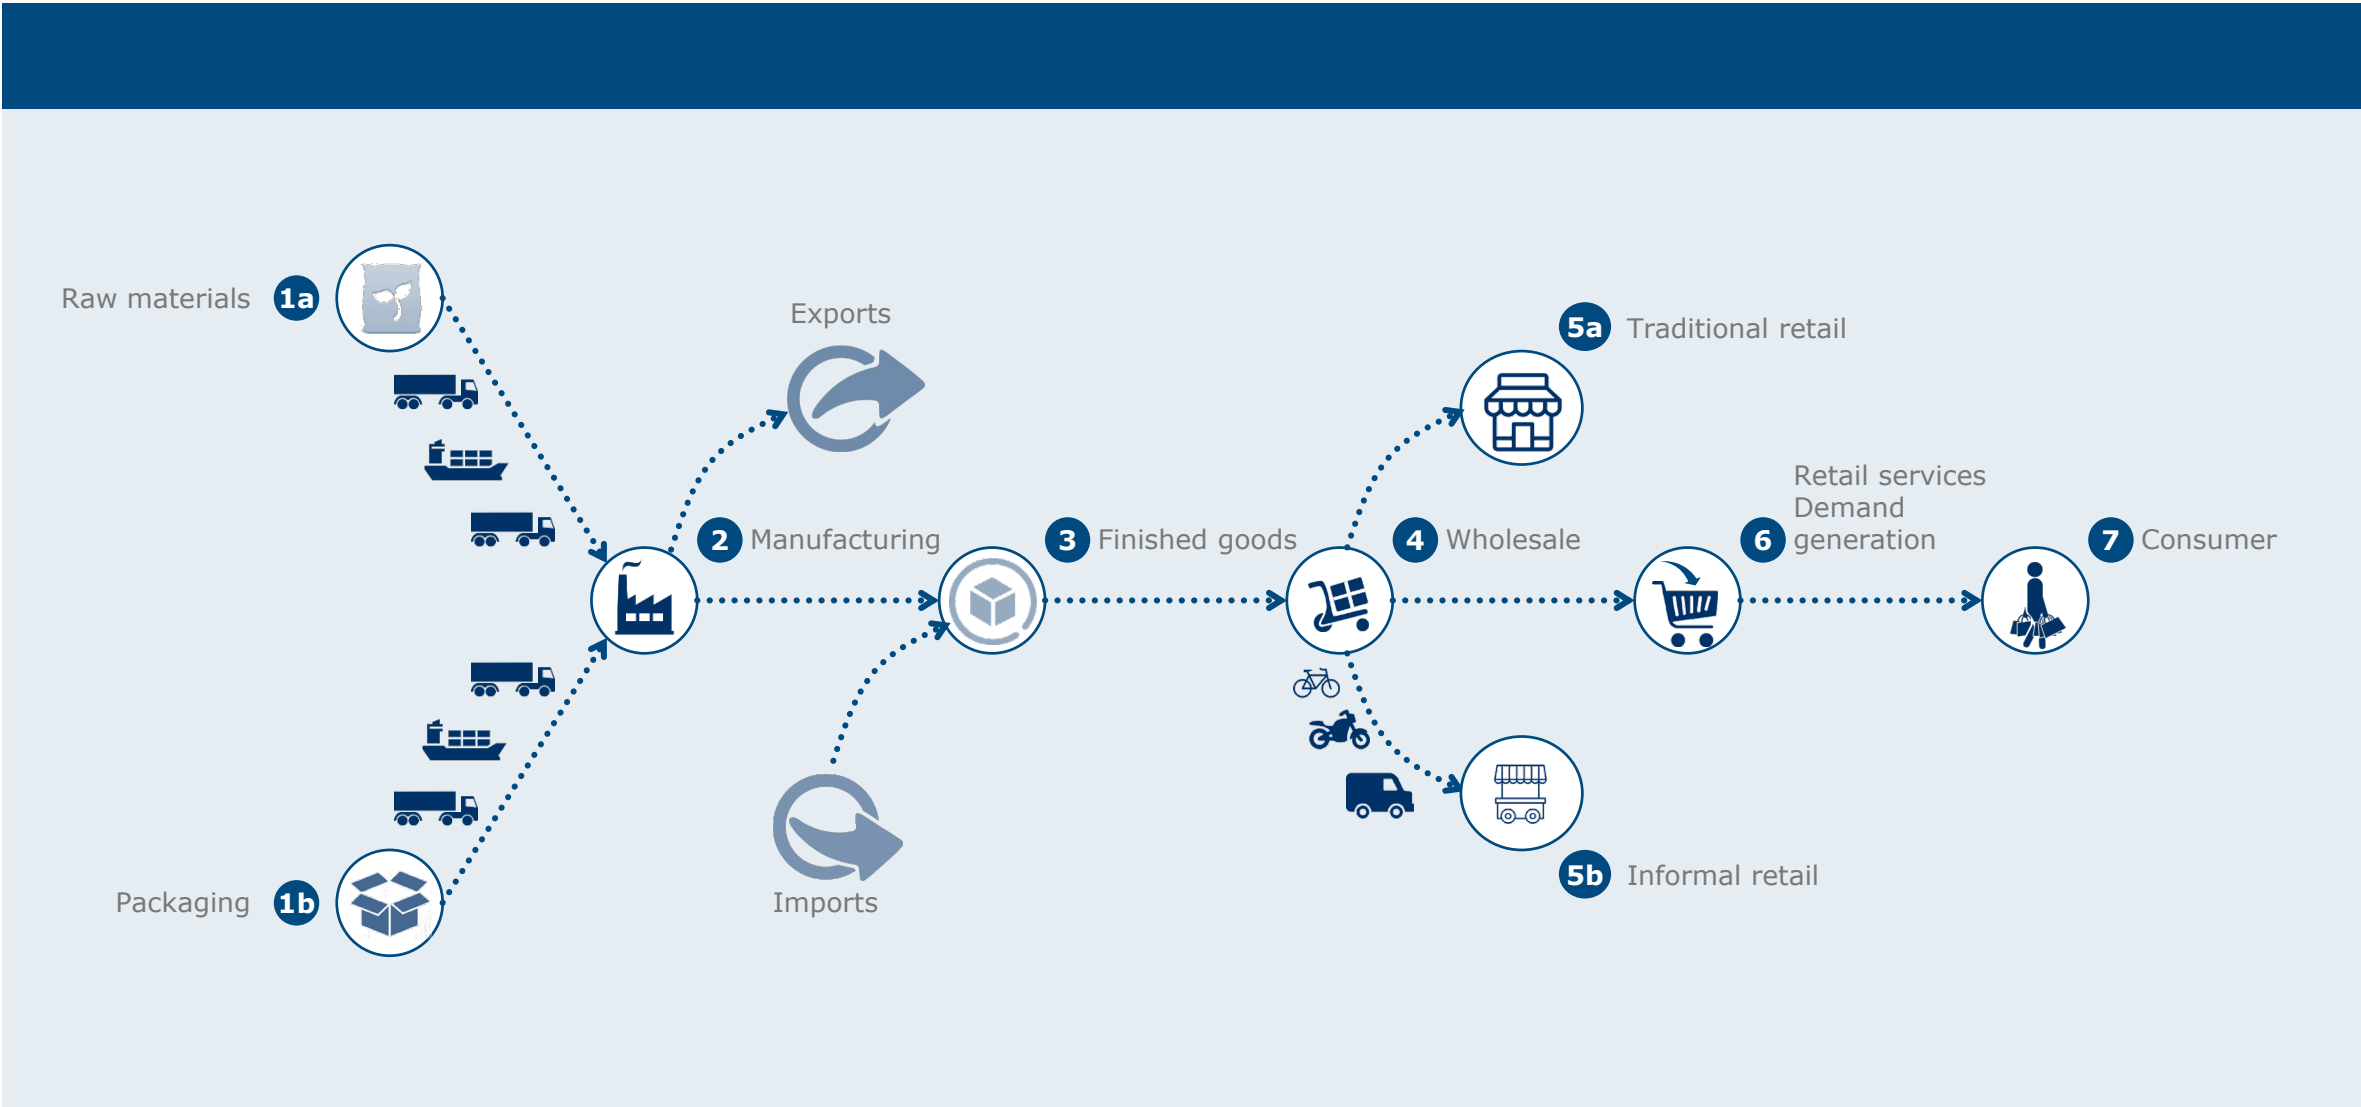 Raw materials
1a
Exports
5a
Traditional retail
Retail services
Demand
generation
2
Manufacturing
3
Finished goods
4
Wholesale
6
7
Consumer
5b
Informal retail
Packaging
1b
Imports